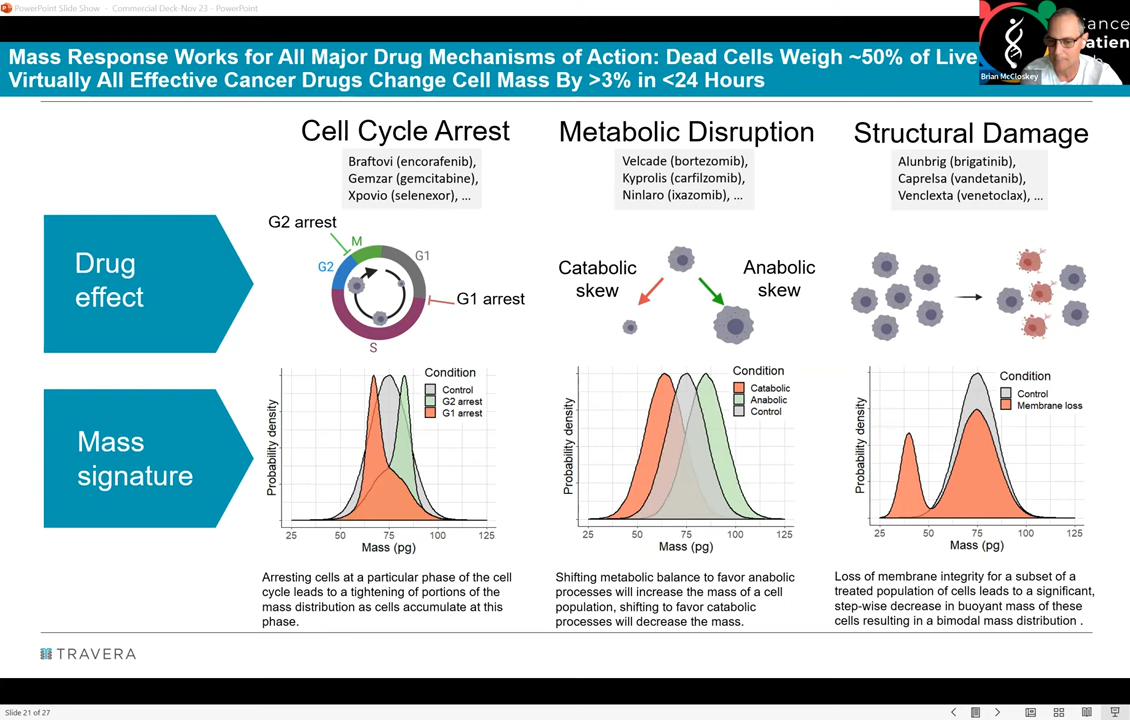 PowerPoint Slide Show - Commercial Deck-Nov 23 - PowerPoint
Mass Response Works for All Major Drug Mechanisms of Action: Dead Cells Weigh ~50% of Live
Virtually All Effective Cancer Drugs Change Cell Mass By >3% in <24 Hours
Brian McCloskey
Cell Cycle Arrest
Braftovi (encorafenib),
Gemzar (gemcitabine),
Xpovio (selenexor), ...
Metabolic Disruption
Velcade (bortezomib),
Kyprolis (carfilzomib),
Ninlaro (ixazomib), ...
Structural Damage
Alunbrig (brigatinib),
Caprelsa (vandetanib),
Venclexta (venetoclax), ...
Drug
effect
G2 arrest
M
G2
G1
S
G1 arrest
Catabolic
skew
Anabolic
skew
Mass
signature
Probability density
Condition
Control
G2 arrest
G1 arrest
25 50 75 100 125
Mass (pg)
Probability density
Condition
Catabolic
Anabolic
Control
25 50 75 100 125
Mass (pg)
Probability density
Condition
Control
Membrane loss
25 50 75 100 125
Mass (pg)
Arresting cells at a particular phase of the cell
cycle leads to a tightening of portions of the
mass distribution as cells accumulate at this
phase.
Shifting metabolic balance to favor anabolic
processes will increase the mass of a cell
population, shifting to favor catabolic
processes will decrease the mass.
Loss of membrane integrity for a subset of a
treated population of cells leads to a significant,
step-wise decrease in buoyant mass of these
cells resulting in a bimodal mass distribution .
TRAVERA
Slide 21 of 27